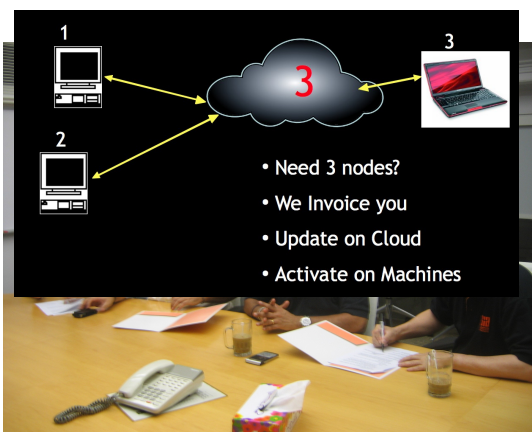 1
3
3
2
• Need 3 nodes?
• We Invoice you
• Update on Cloud
• Activate on Machines